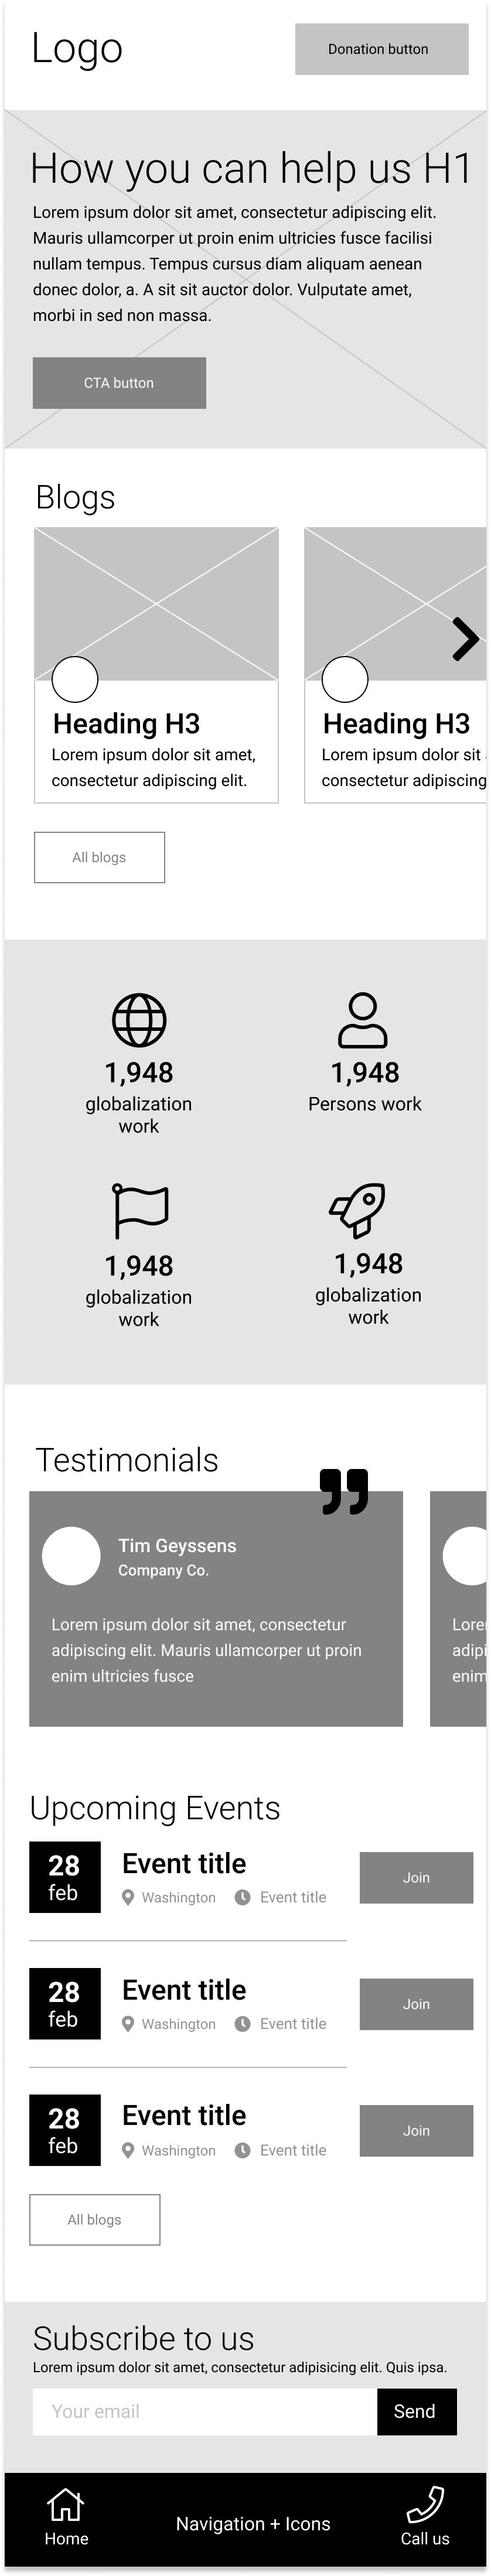 Logo
Donation button
How you can help us H1
Lorem ipsum dolor sit amet, consectetur adipiscing elit.
Mauris ullamcorper ut proin enim ultricies fusce facilisi
nullam tempus. Tempus cursus diam aliquam aenean
donec dolor, a. A sit sit auctor dolor. Vulputate amet,
morbi in sed non massa.
CTA button
Blogs
Heading H3
Lorem ipsum dolor sit amet,
consectetur adipiscing elit.
Heading H3
Lorem ipsum dolor sit
consectetur adipiscing
All blogs
1,948
globalization
work
1,948
Persons work
1,948
globalization
work
1,948
globalization
work
Testimonials
Tim Geyssens
Company Co.
Lorem ipsum dolor sit amet, consectetur
adipiscing elit. Mauris ullamcorper ut proin
enim ultricies fusce
Lore
adipi
enim
Upcoming Events
28
feb
Event title
Washington
Event title
Join
28
feb
Event title
Washington
Event title
Join
28
feb
Event title
Washington
Event title
Join
All blogs
Subscribe to us
Lorem ipsum dolor sit amet, consectetur adipisicing elit. Quis ipsa.
Your email
Send
Home
Navigation + Icons
Call us